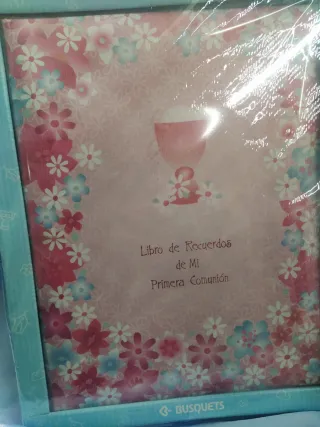 Libro de Recuerdos
de Mi
Primera Comunión
BUSQUETS